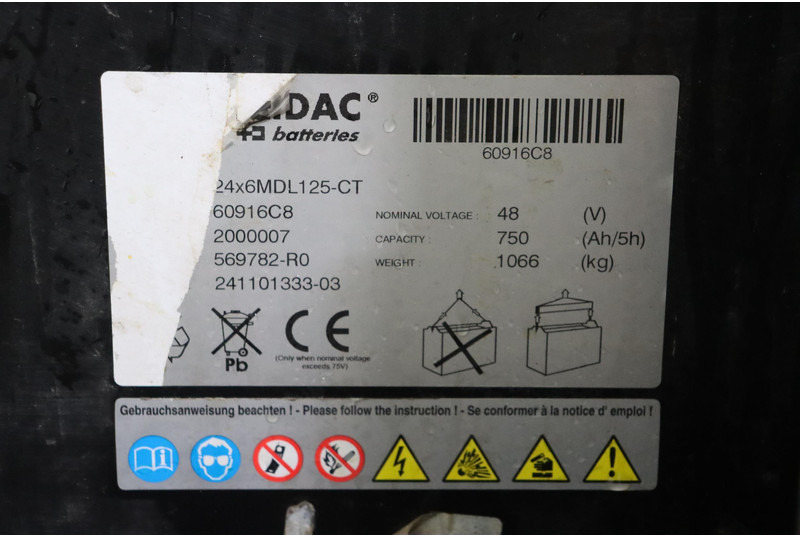 DAC®
batteries
60916C8
24x6MDL125-CT
60916C8 NOMINAL VOLTAGE : 48 (V)
2000007 CAPACITY : 750 (Ah/5h)
569782-R0 WEIGHT : 1066 (kg)
241101333-03
Pb
CE
(Only when nominal voltage
exceeds 75V)
Gebrauchsanweisung beachten ! - Please follow the instruction ! - Se conformer à la notice d' emploi !